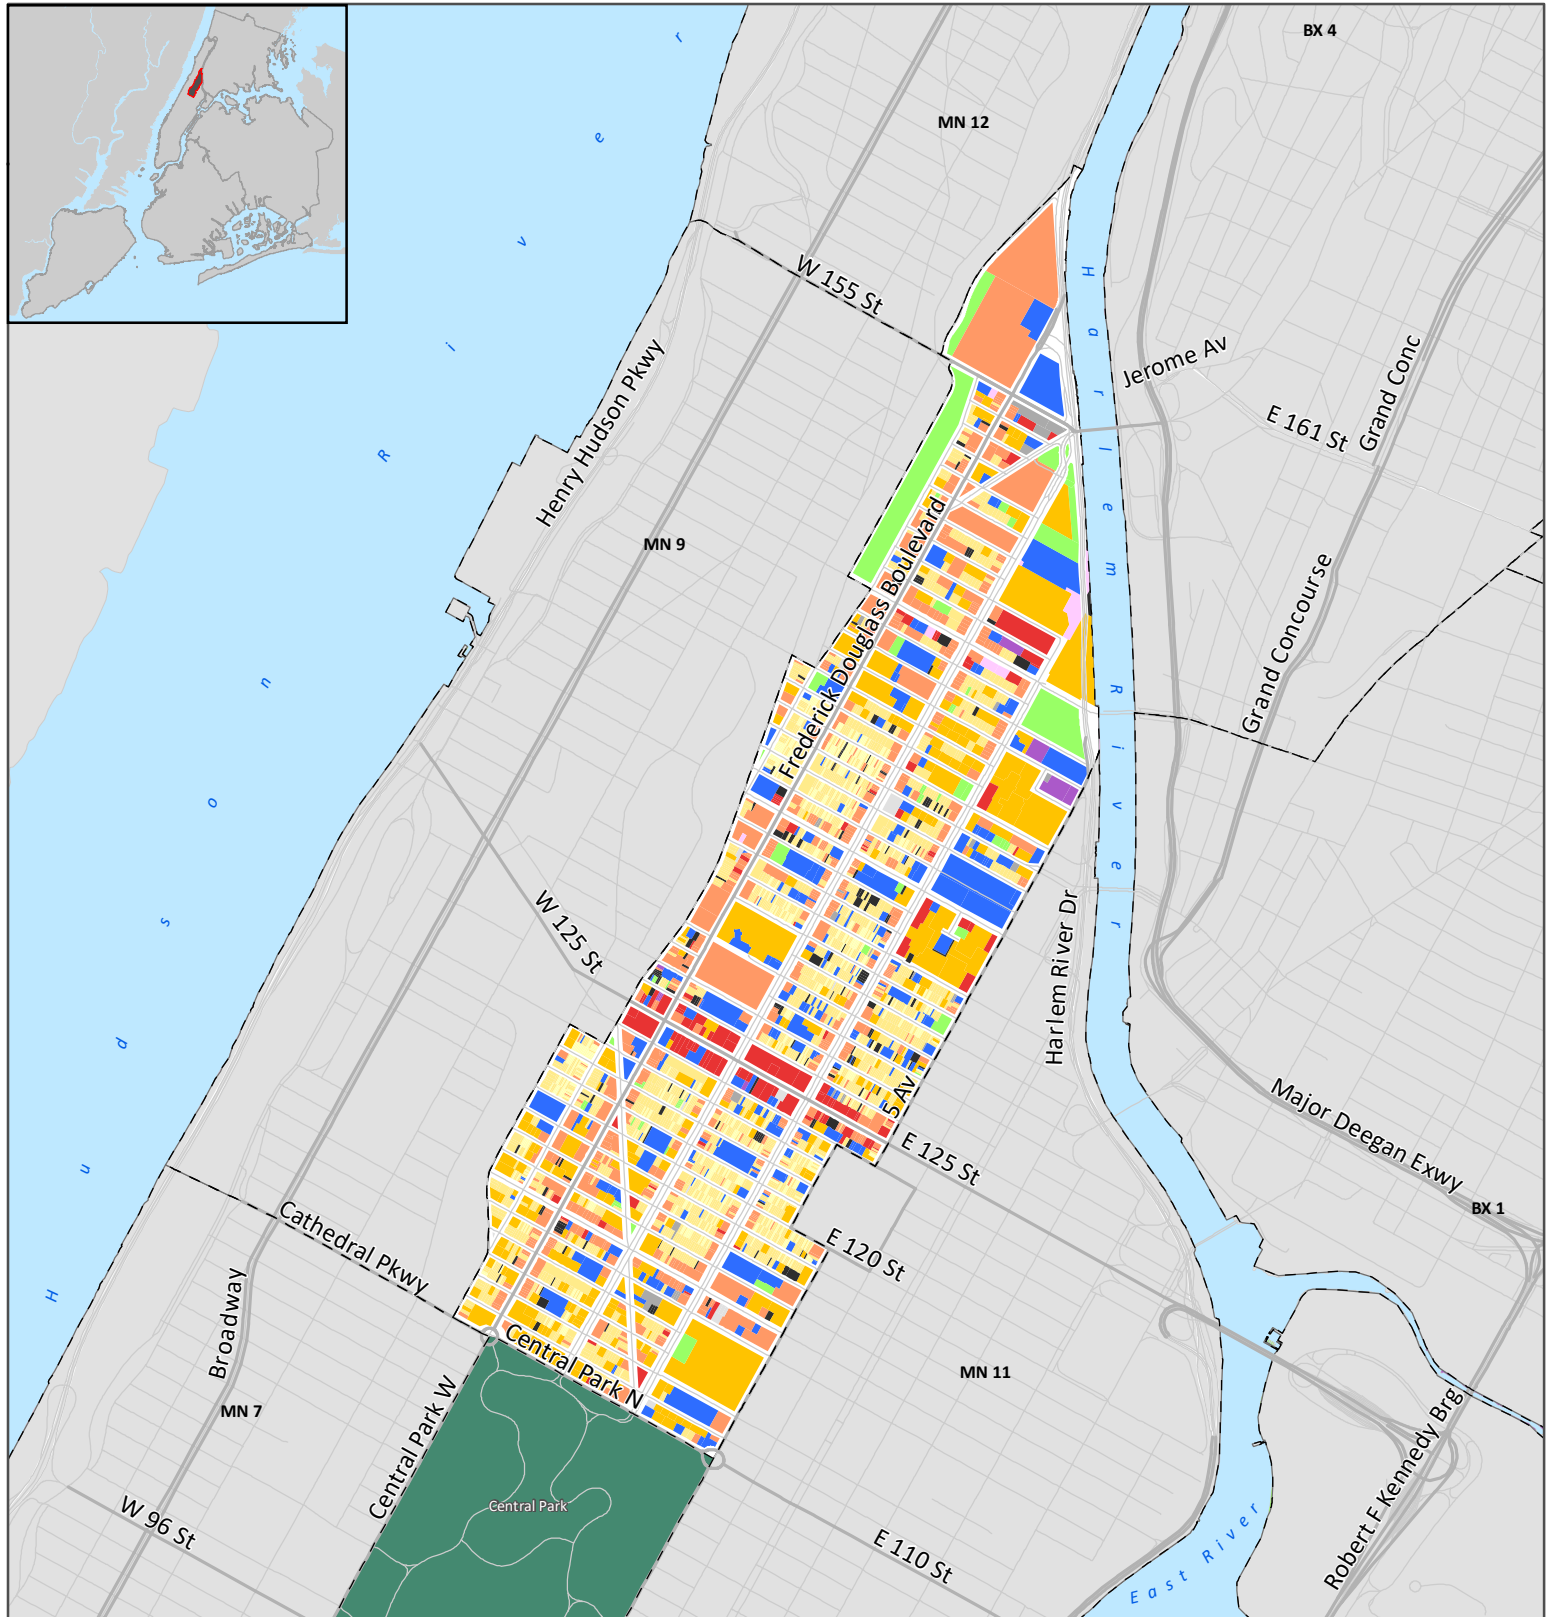 BX 4
MN 12
W 155 St
Harlem River
Jerome Av
Grand Conc
E 161 St
Henry Hudson Pkwy
MN 9
Frederick Douglass Boulevard
Grand Concourse
Hudson River
W 125 St
Harlem River Dr
5 Av
E 125 St
Major Deegan Exwy
BX 1
Cathedral Pkwy
E 120 St
Broadway
Central Park N
MN 11
MN 7
Central Park W
Central Park
W 96 St
E 110 St
East River
Robert F Kennedy Brg